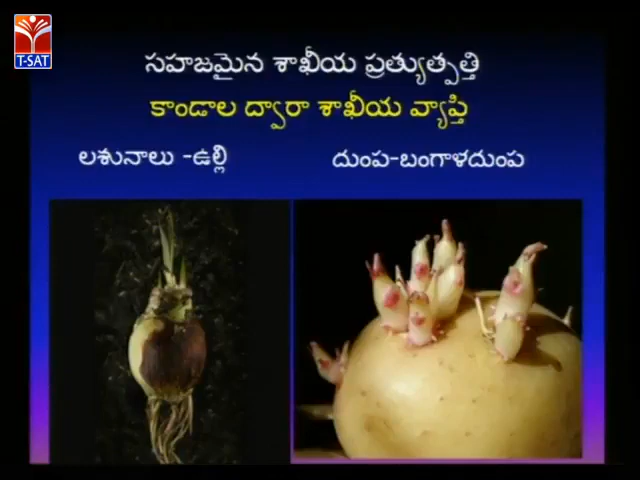 T-SAT
సహజమైన శాఖీయ ప్రత్యుత్పత్తి
కాండాల ద్వారా శాఖీయ వ్యాప్తి
లశునాలు -ఉల్లి
దుంప-బంగాళదుంప